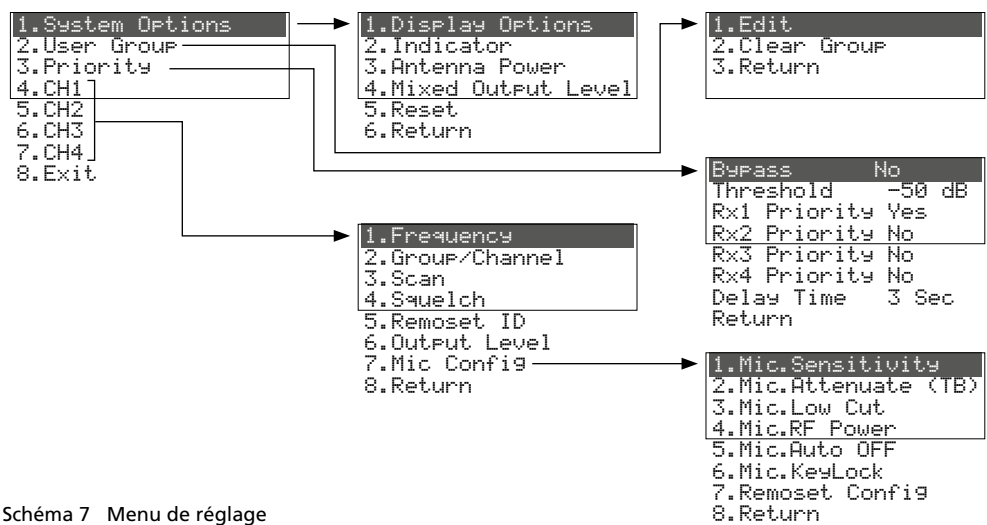 1.System Options
2.User Group
3.Priority
4.CH1
5.CH2
6.CH3
7.CH4
8.Exit
1.Display Options
2.Indicator
3.Antenna Power
4.Mixed Output Level
5.Reset
6.Return
1.Edit
2.Clear Group
3.Return
Bypass No
Threshold -50 dB
Rx1 Priority Yes
Rx2 Priority No
Rx3 Priority No
Rx4 Priority No
Delay Time 3 Sec
Return
1.Frequency
2.Group/Channel
3.Scan
4.Squelch
5.Remoset ID
6.Output Level
7.Mic Config
8.Return
1.Mic.Sensitivity
2.Mic.Attenuate (TB)
3.Mic.Low Cut
4.Mic.RF Power
5.Mic.Auto OFF
6.Mic.KeyLock
7.Remoset Config
8.Return
Schéma 7 Menu de réglage